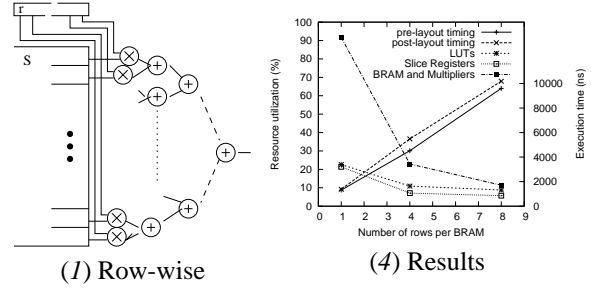 r
S
(1) Row-wise
pre-layout timing
post-layout timing
LUTs
Slice Registers
BRAM and Multipliers
Resource utilization (%)
100
90
80
70
60
50
40
30
20
10
0
10000
8000
6000
4000
2000
0
Execution time (ns)
0 1 2 3 4 5 6 7 8 9
Number of rows per BRAM
(4) Results